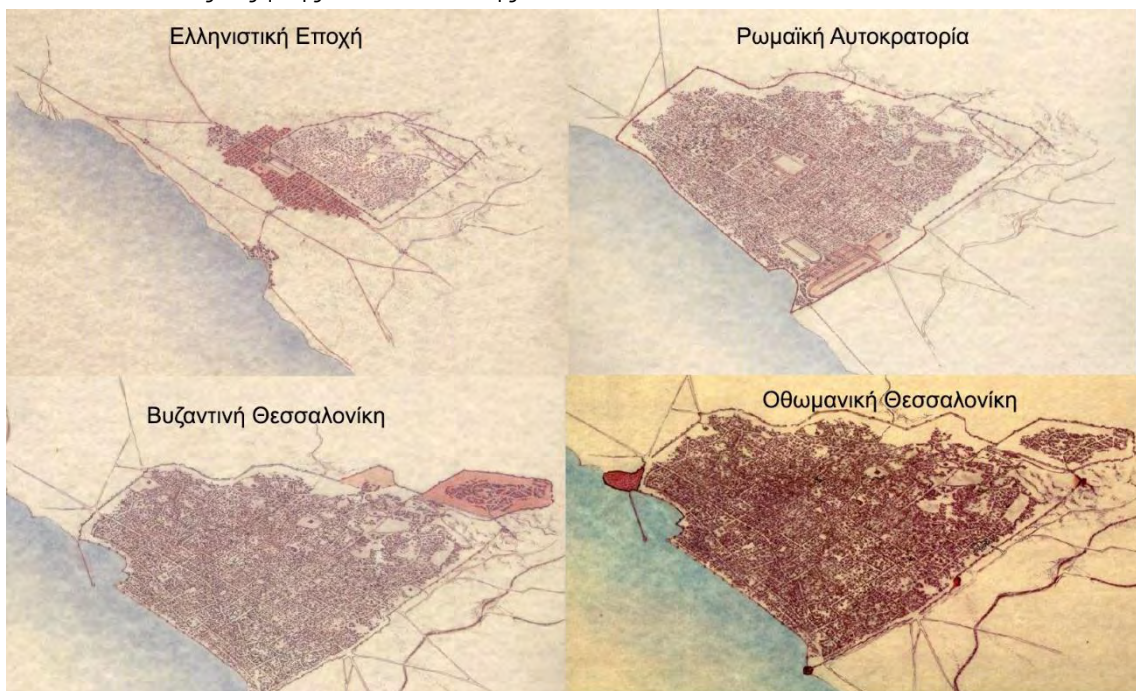 Ελληνιστική Εποχή
Ρωμαϊκή Αυτοκρατορία
Βυζαντινή Θεσσαλονίκη
Οθωμανική Θεσσαλονίκη